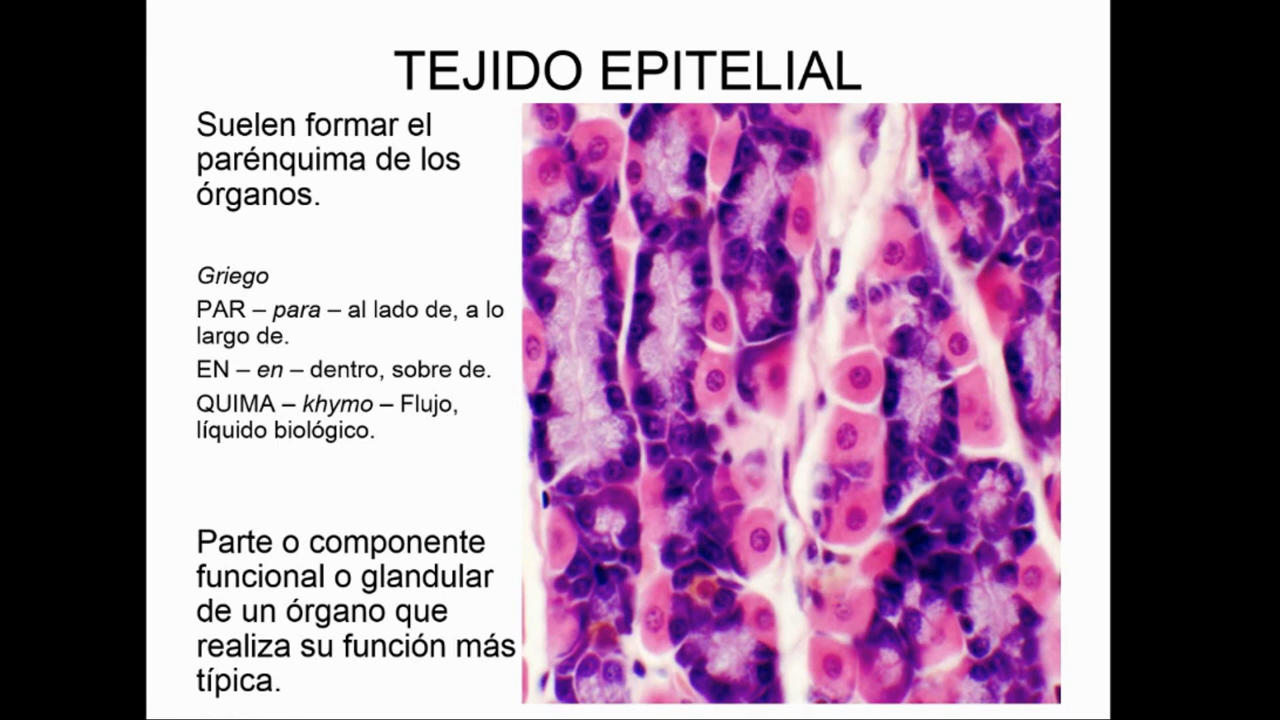 TEJIDO EPITELIAL
Suelen formar el
parénquima de los
órganos.
Griego
PAR – para – al lado de, a lo
largo de.
EN – en – dentro, sobre de.
QUIMA – khymo – Flujo,
líquido biológico.
Parte o componente
funcional o glandular
de un órgano que
realiza su función más
típica.